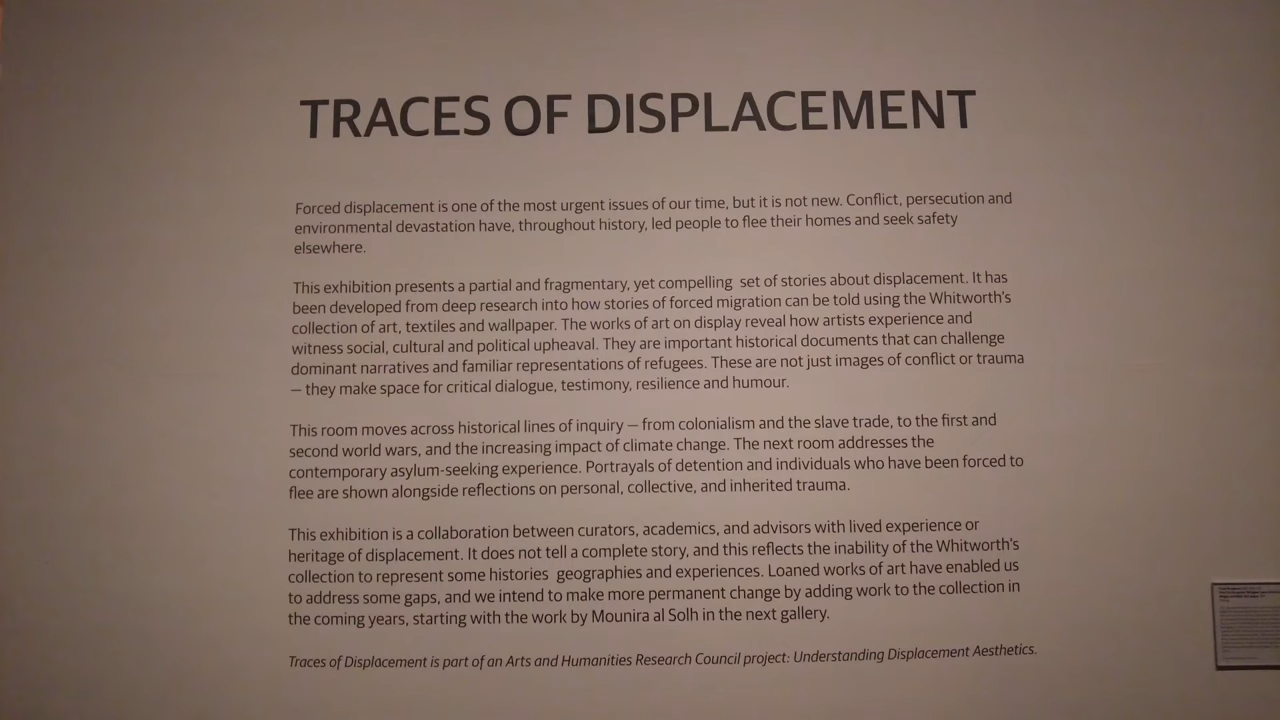 TRACES OF DISPLACEMENT
Forced displacement is one of the most urgent issues of our time, but it is not new. Conflict, persecution and
environmental devastation have, throughout history, led people to flee their homes and seek safety
elsewhere.
This exhibition presents a partial and fragmentary, yet compelling  set of stories about displacement. It has
been developed from deep research into how stories of forced migration can be told using the Whitworth's
collection of art, textiles and wallpaper. The works of art on display reveal how artists experience and
witness social, cultural and political upheaval. They are important historical documents that can challenge
dominant narratives and familiar representations of refugees. These are not just images of conflict or trauma
– they make space for critical dialogue, testimony, resilience and humour.
This room moves across historical lines of inquiry – from colonialism and the slave trade, to the first and
second world wars, and the increasing impact of climate change. The next room addresses the
contemporary asylum-seeking experience. Portrayals of detention and individuals who have been forced to
flee are shown alongside reflections on personal, collective, and inherited trauma.
This exhibition is a collaboration between curators, academics, and advisors with lived experience or
heritage of displacement. It does not tell a complete story, and this reflects the inability of the Whitworth's
collection to represent some histories  geographies and experiences. Loaned works of art have enabled us
to address some gaps, and we intend to make more permanent change by adding work to the collection in
the coming years, starting with the work by Mounira al Solh in the next gallery.
Traces of Displacement is part of an Arts and Humanities Research Council project: Understanding Displacement Aesthetics.